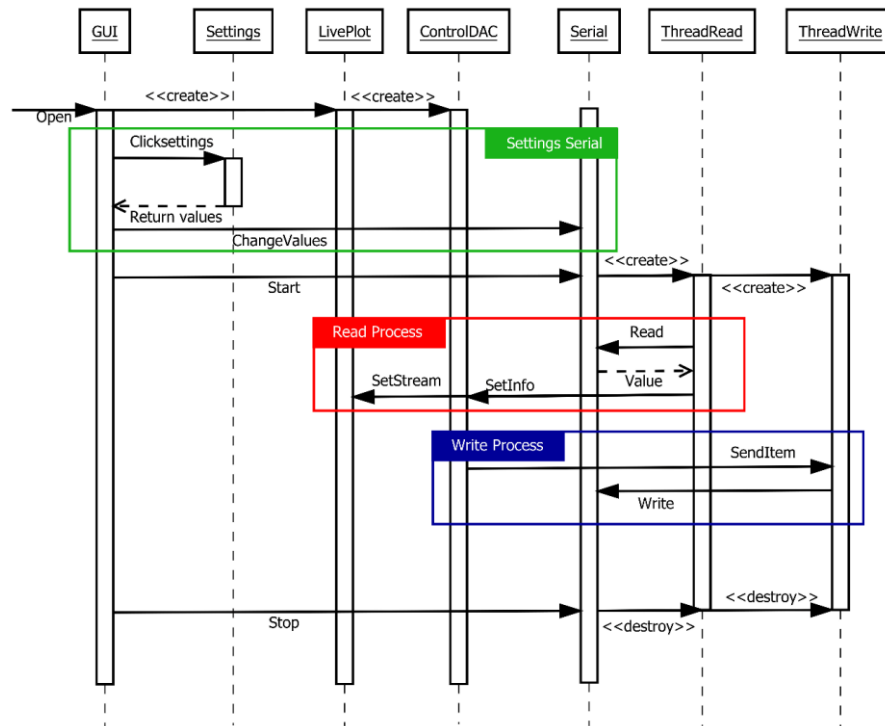 GUI
Settings
LivePlot
ControlDAC
Serial
ThreadRead
ThreadWrite
<<create>>
<<create>>
Open
Clicksettings
Settings Serial
Return values
ChangeValues
Start
<<create>>
<<create>>
Read Process
Read
Value
SetStream
SetInfo
Write Process
SendItem
Write
Stop
<<destroy>>
<<destroy>>